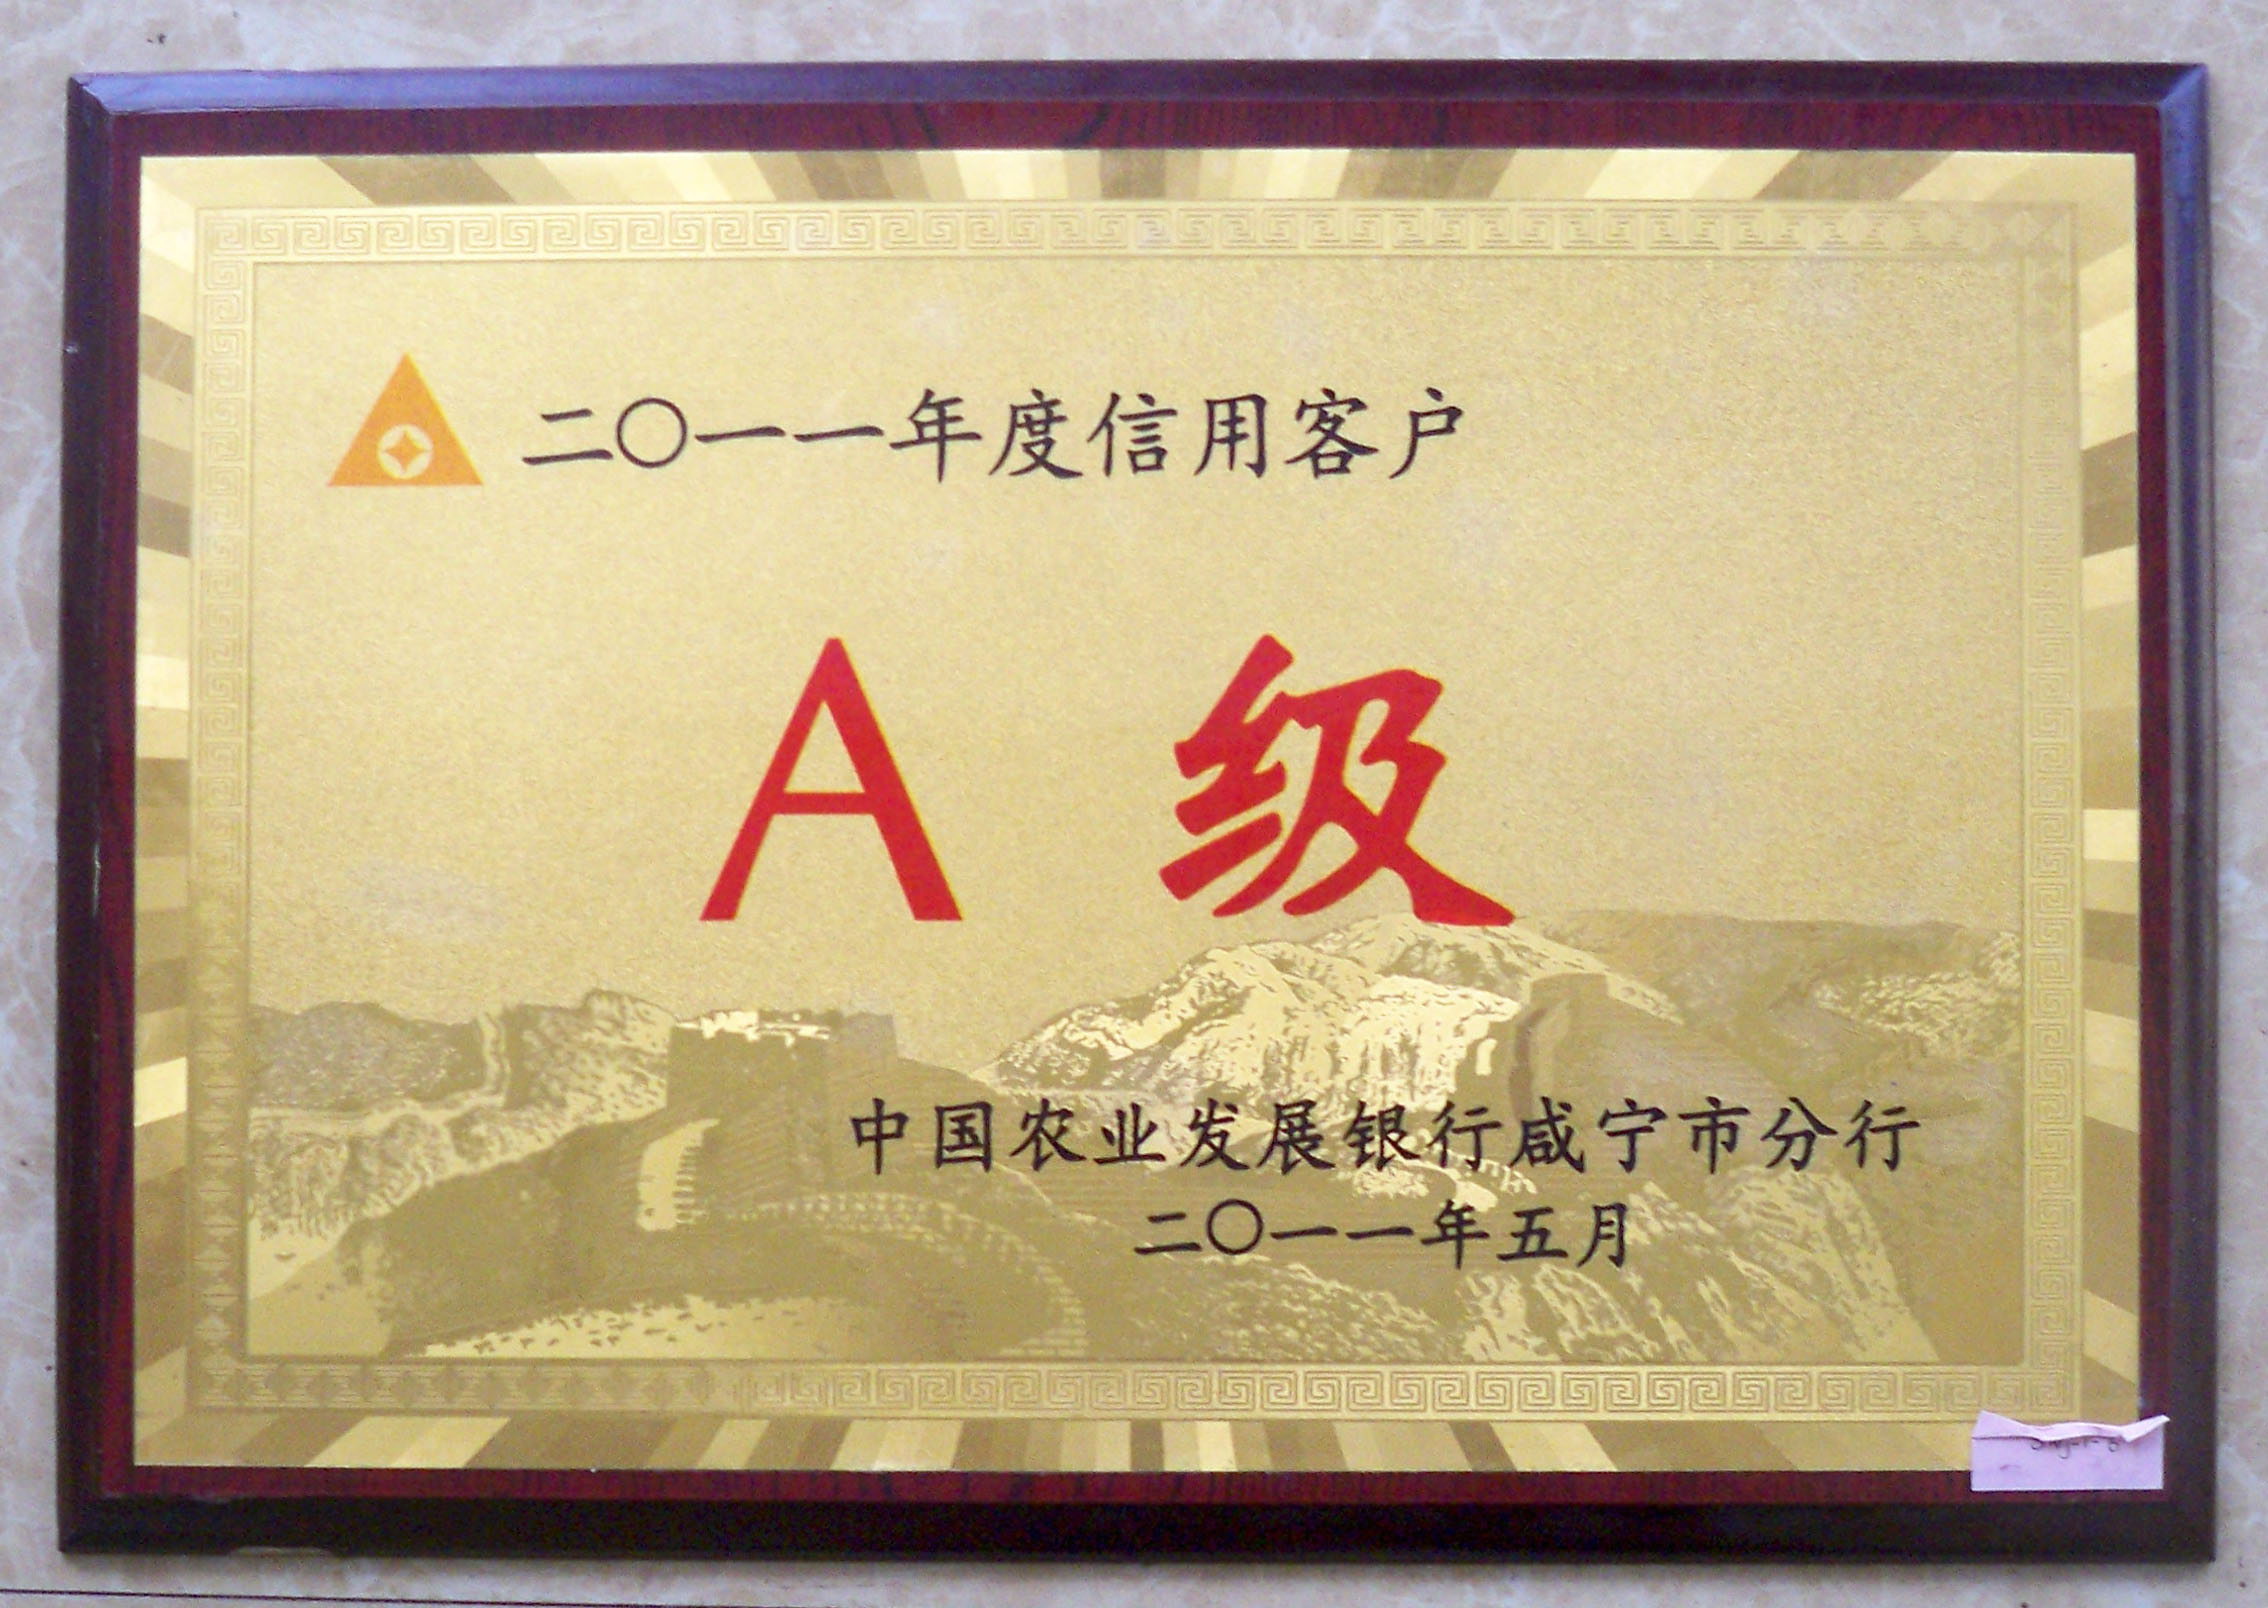 二〇一一年度信用客户
A 级
中国农业发展银行咸宁市分行
二〇一一年五月